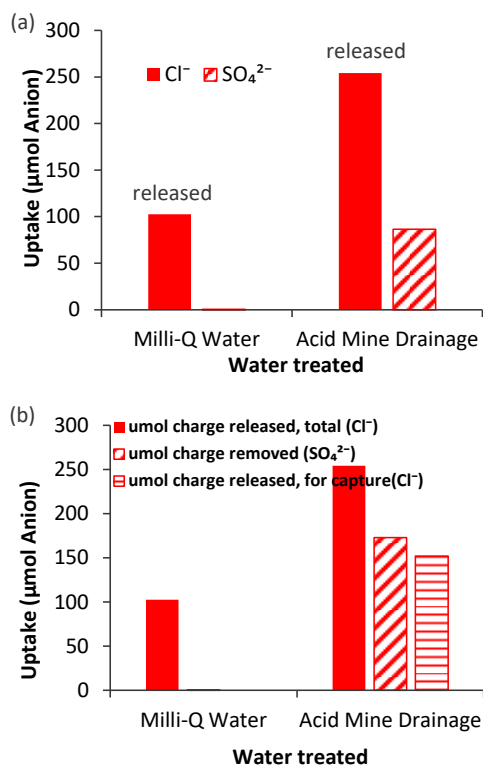 (a)
300
250
200
150
100
50
0
Uptake (µmol Anion)
Cl⁻ SO₄²⁻
released
released
Milli-Q Water Acid Mine Drainage
Water treated
(b)
300
250
200
150
100
50
0
Uptake (µmol Anion)
umol charge released, total (Cl⁻)
umol charge removed (SO₄²⁻)
umol charge released, for capture(Cl⁻)
Milli-Q Water Acid Mine Drainage
Water treated